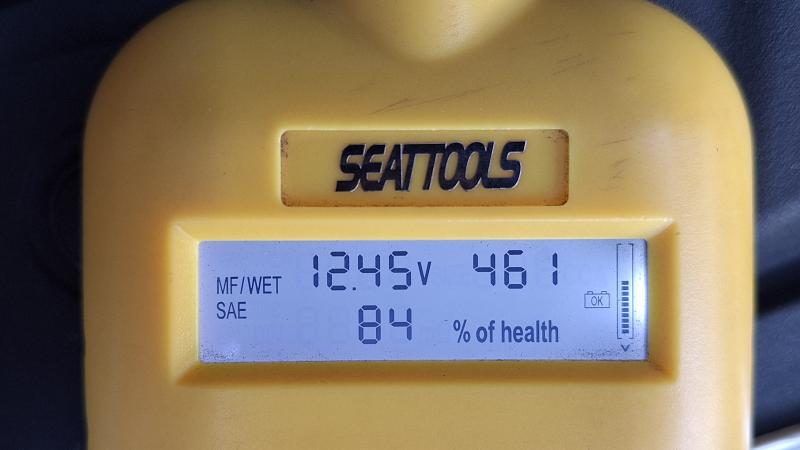 SEATTOOLS
MF/WET 12.45V 461
SAE 84 % of health
OK